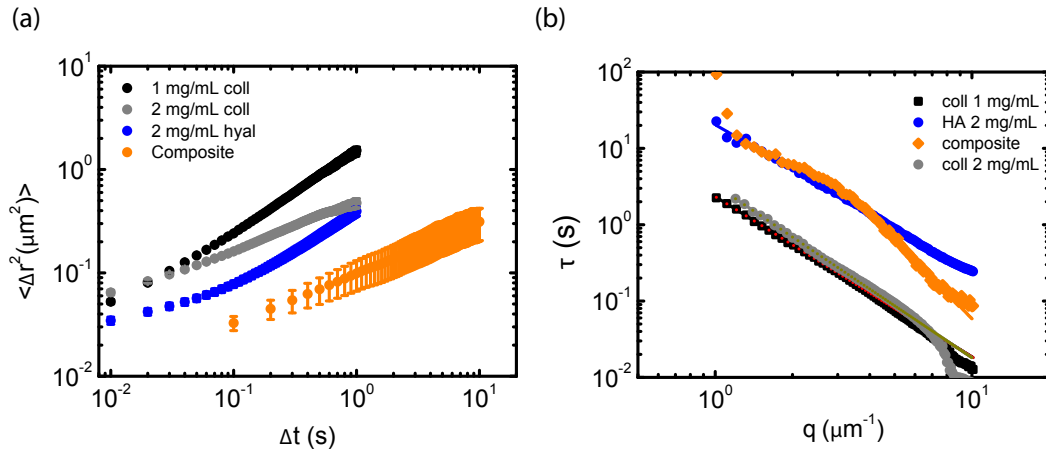 (a)
<Δr²(μm²)>
10¹
10⁰
10⁻¹
10⁻²
1 mg/mL coll
2 mg/mL coll
2 mg/mL hyal
Composite
10⁻² 10⁻¹ 10⁰ 10¹
Δt (s)
(b)
τ (s)
10²
10¹
10⁰
10⁻¹
10⁻²
coll 1 mg/mL
HA 2 mg/mL
composite
coll 2 mg/mL
10⁰ 10¹
q (μm⁻¹)